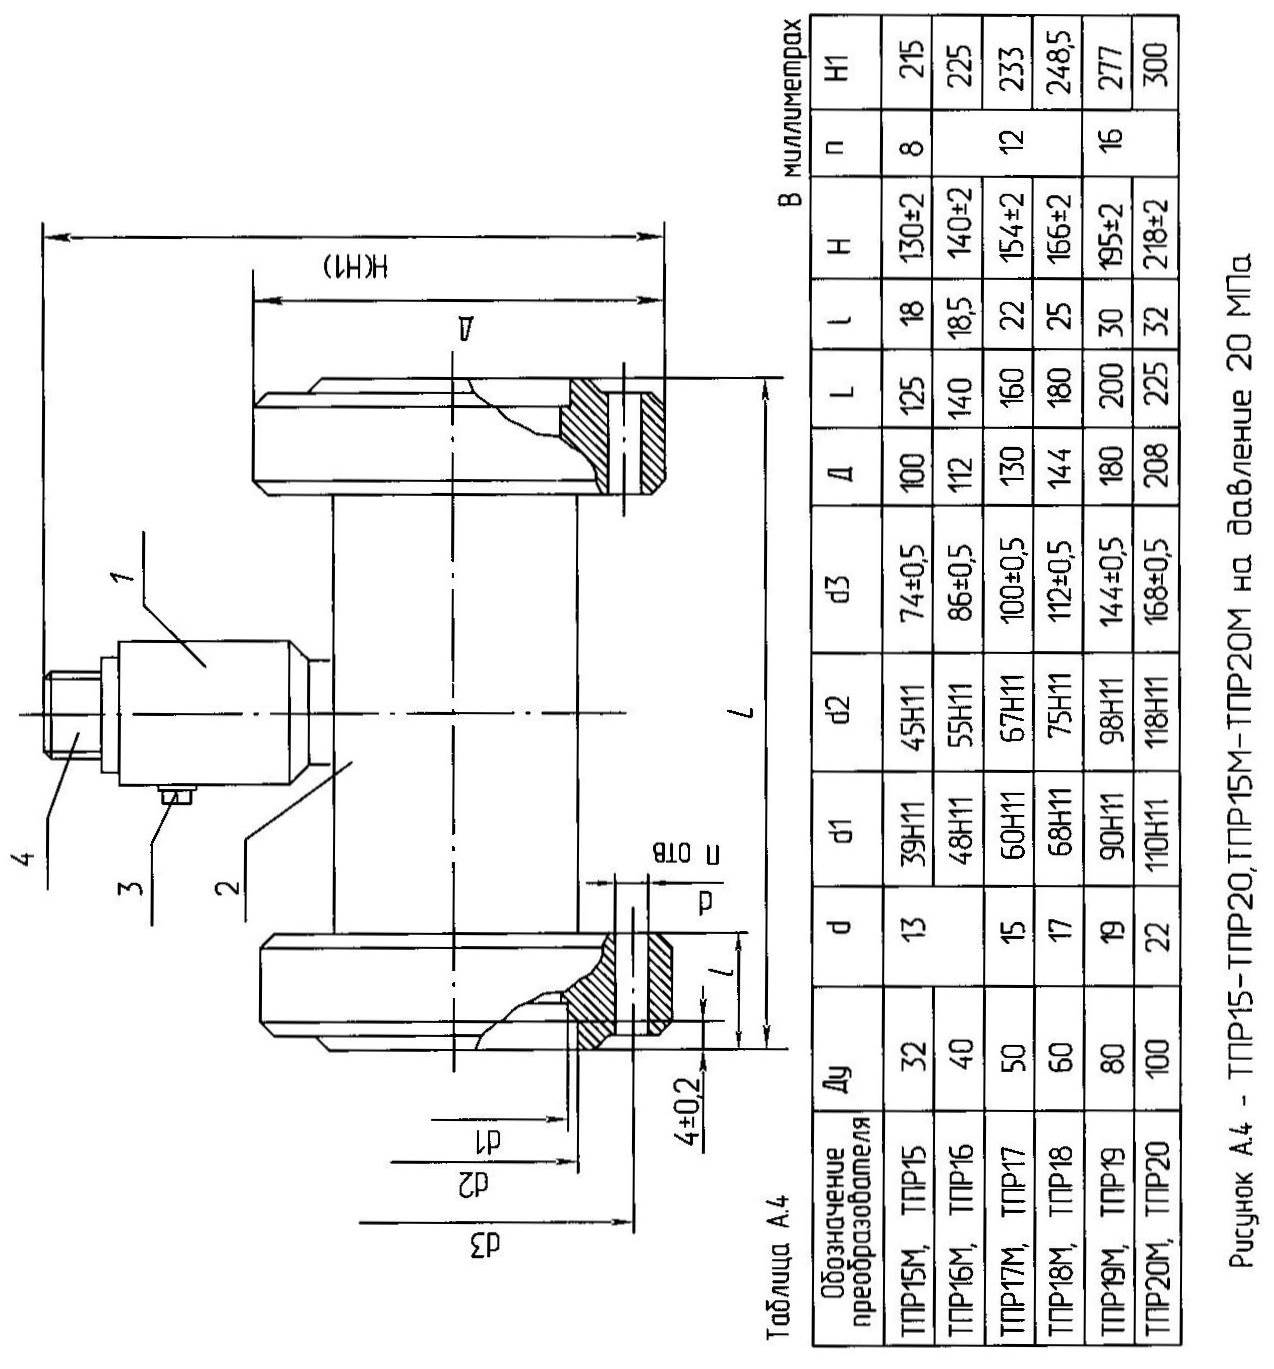 4
3
2
1
Н(Н1)
Д
L
l
d
п отв
4±0,2
d1
d2
d3
Таблица А.4
В миллиметрах
Обозначение преобразователя Ду d d1 d2 d3 Д L l H п H1
ТПР15М, ТПР15 32 13 39Н11 45Н11 74±0,5 100 125 18 130±2 8 215
ТПР16М, ТПР16 40 48Н11 55Н11 86±0,5 112 140 18,5 140±2 12 225
ТПР17М, ТПР17 50 15 60Н11 67Н11 100±0,5 130 160 22 154±2 233
ТПР18М, ТПР18 60 17 68Н11 75Н11 112±0,5 144 180 25 166±2 248,5
ТПР19М, ТПР19 80 19 90Н11 98Н11 144±0,5 180 200 30 195±2 16 277
ТПР20М, ТПР20 100 22 110Н11 118Н11 168±0,5 208 225 32 218±2 300
Рисунок А.4 - ТПР15-ТПР20,ТПР15М-ТПР20М на давление 20 МПа